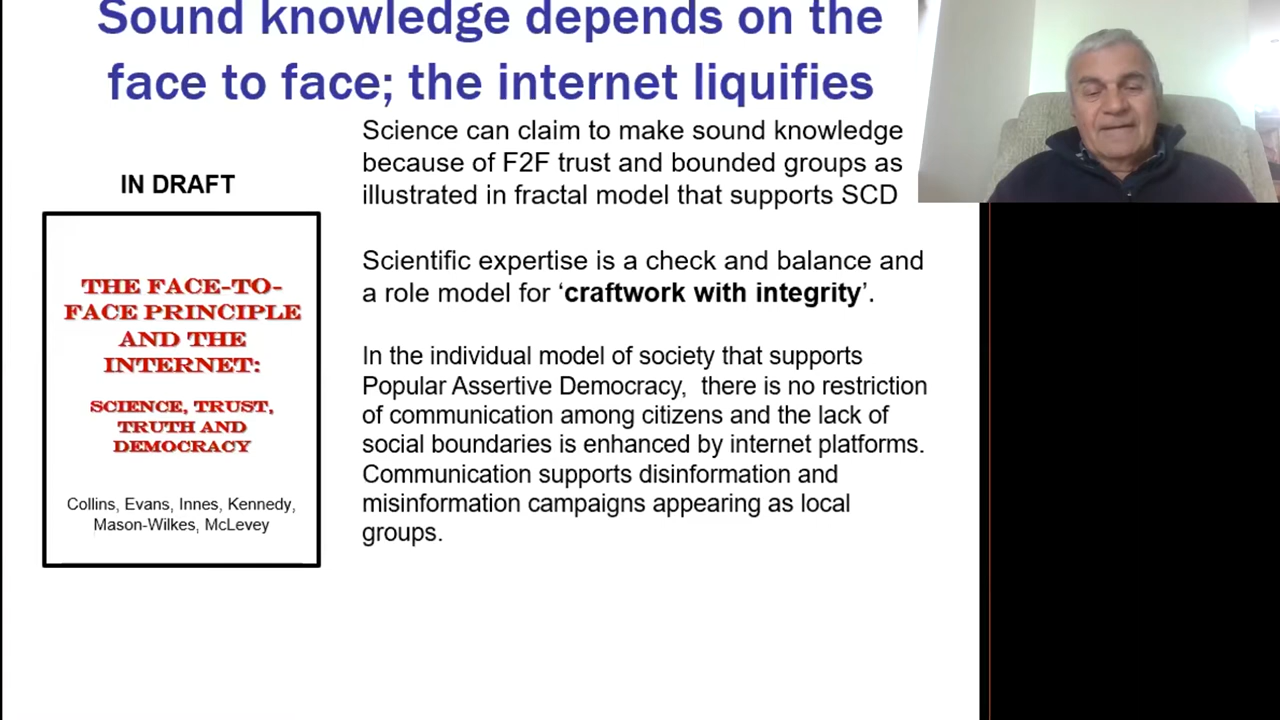 Sound knowledge depends on the
face to face; the internet liquifies
Science can claim to make sound knowledge
because of F2F trust and bounded groups as
illustrated in fractal model that supports SCD
IN DRAFT
THE FACE-TO-
FACE PRINCIPLE
AND THE
INTERNET:
SCIENCE, TRUST,
TRUTH AND
DEMOCRACY
Collins, Evans, Innes, Kennedy,
Mason-Wilkes, McLevey
Scientific expertise is a check and balance and
a role model for ‘craftwork with integrity’.
In the individual model of society that supports
Popular Assertive Democracy,  there is no restriction
of communication among citizens and the lack of
social boundaries is enhanced by internet platforms.
Communication supports disinformation and
misinformation campaigns appearing as local
groups.